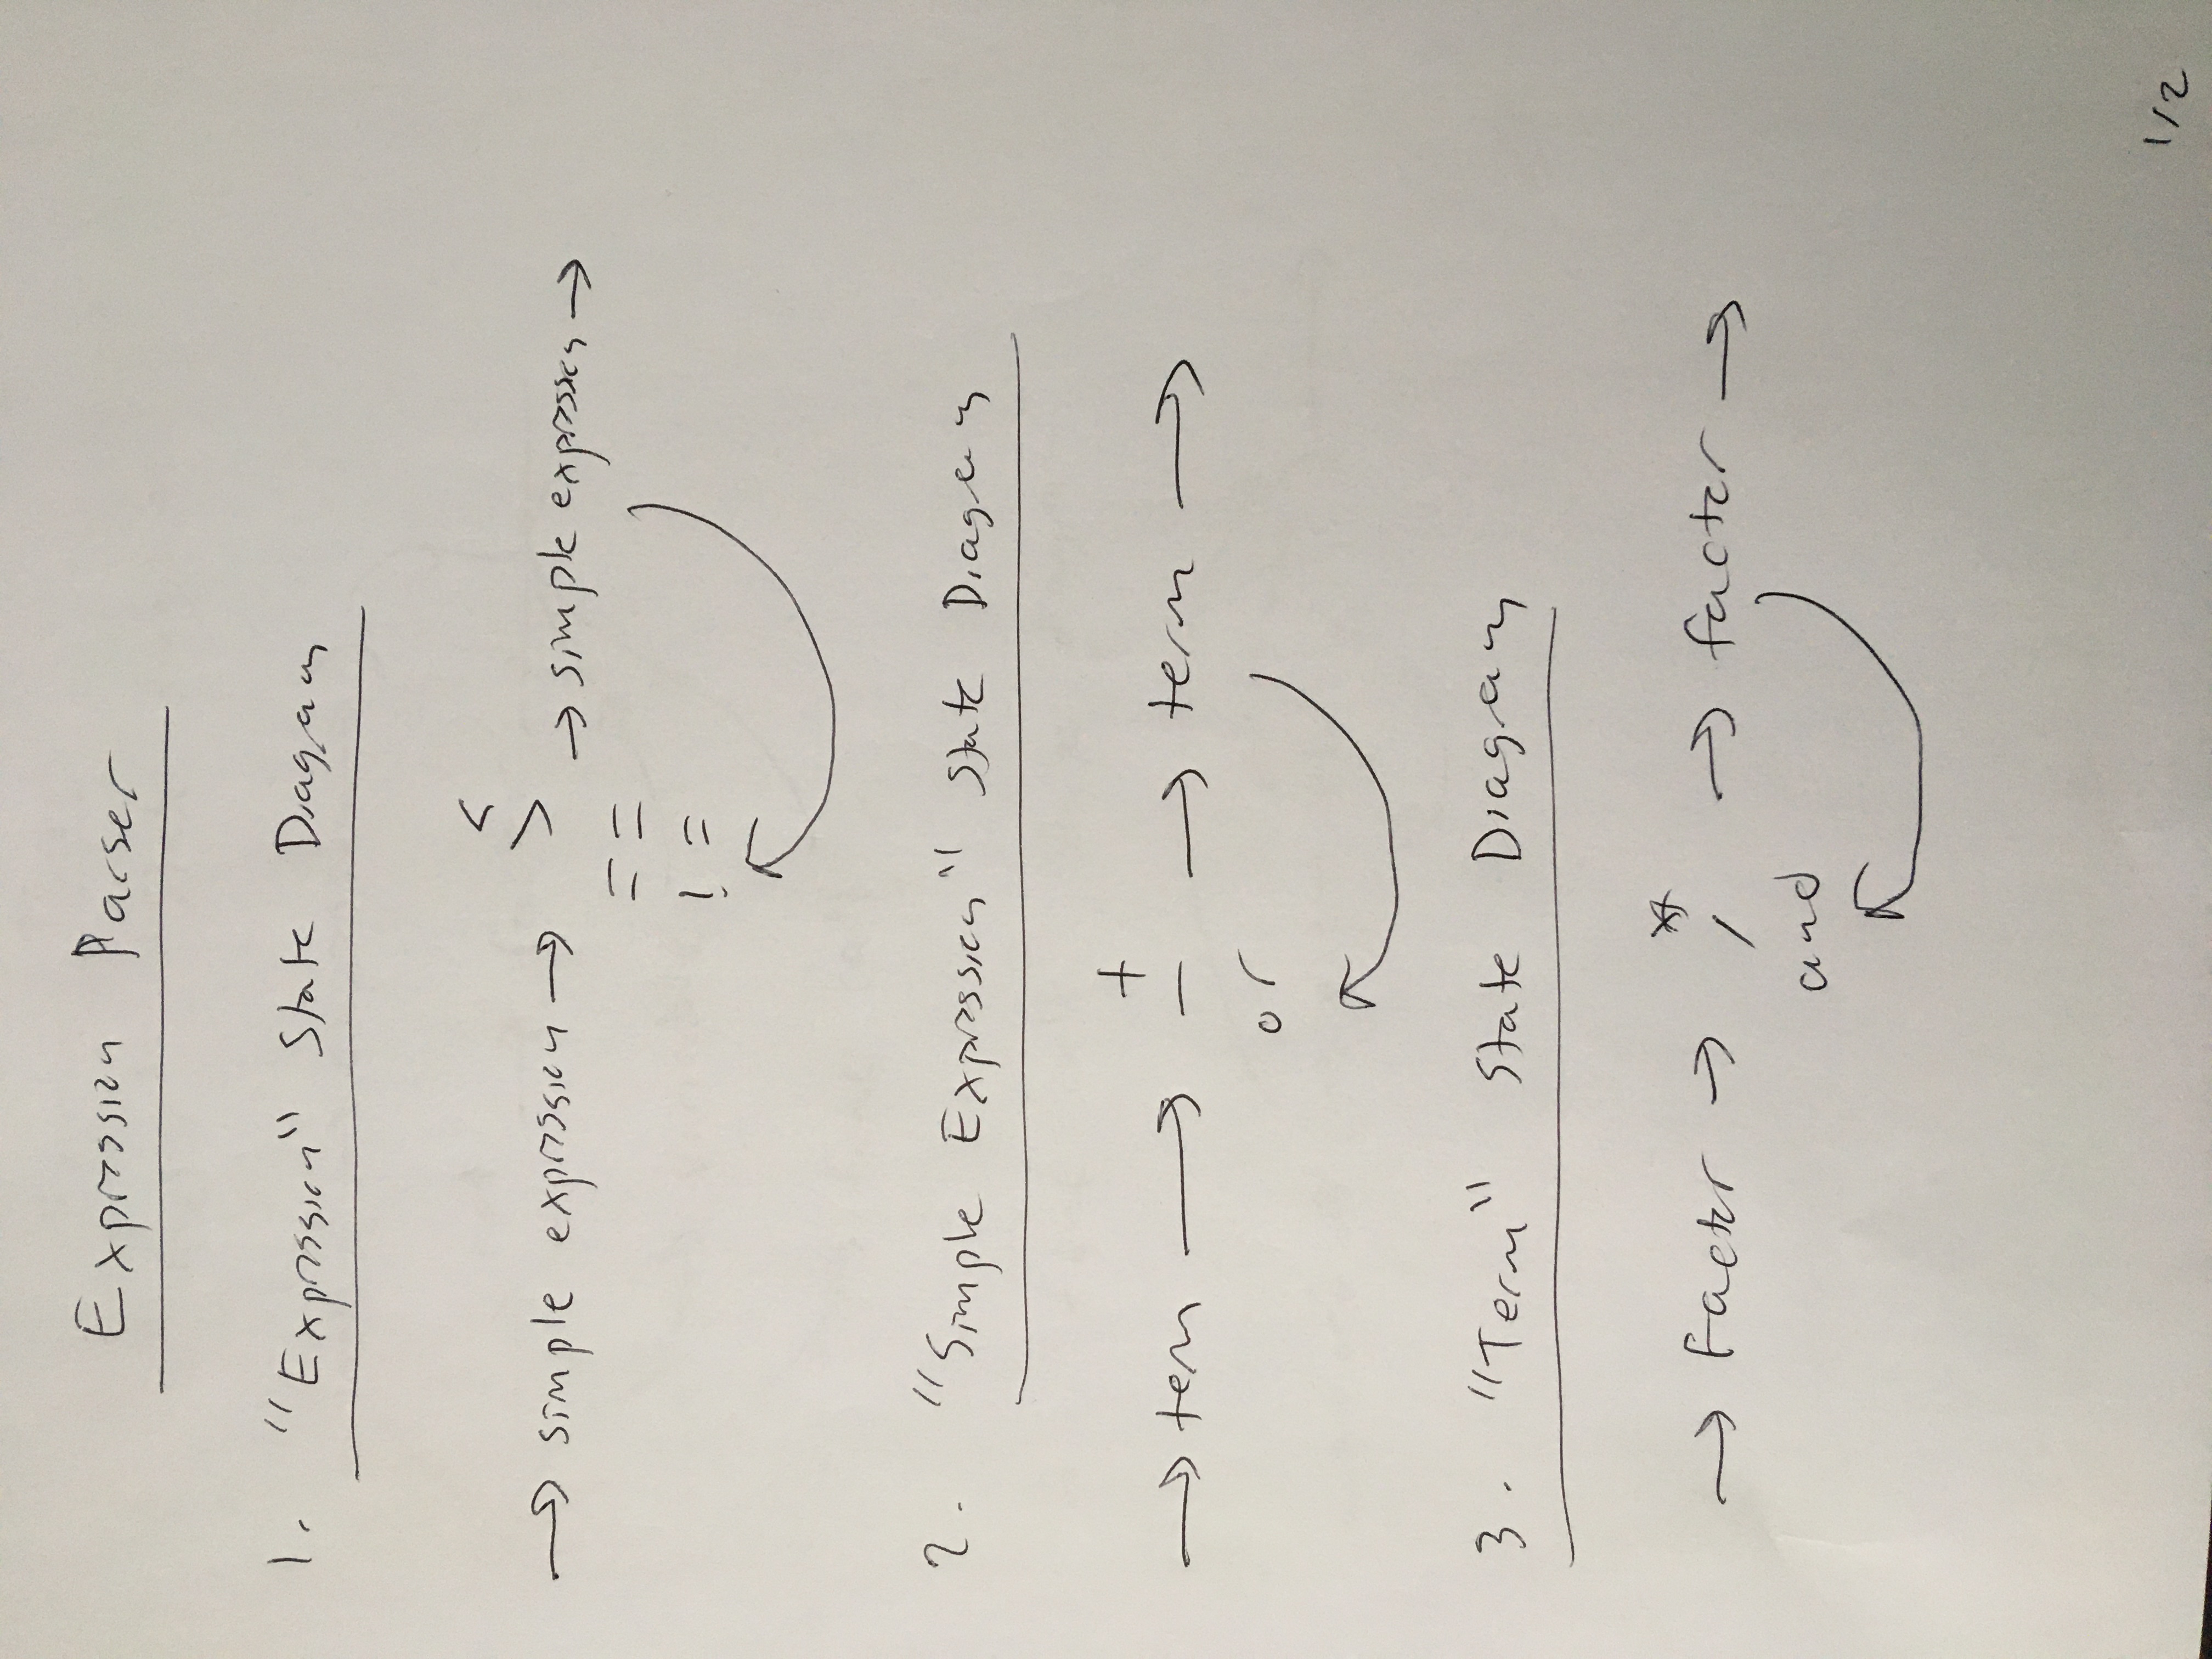 Expression Parser
1. "Expression" State Diagram
<
>
→ simple expression → → simple expression →
==
!=
2. "Simple Expression" State Diagram
+
→ term → - → term →
or
3. "Term" State Diagram
*
→ Factor → / → factor →
and
1/2